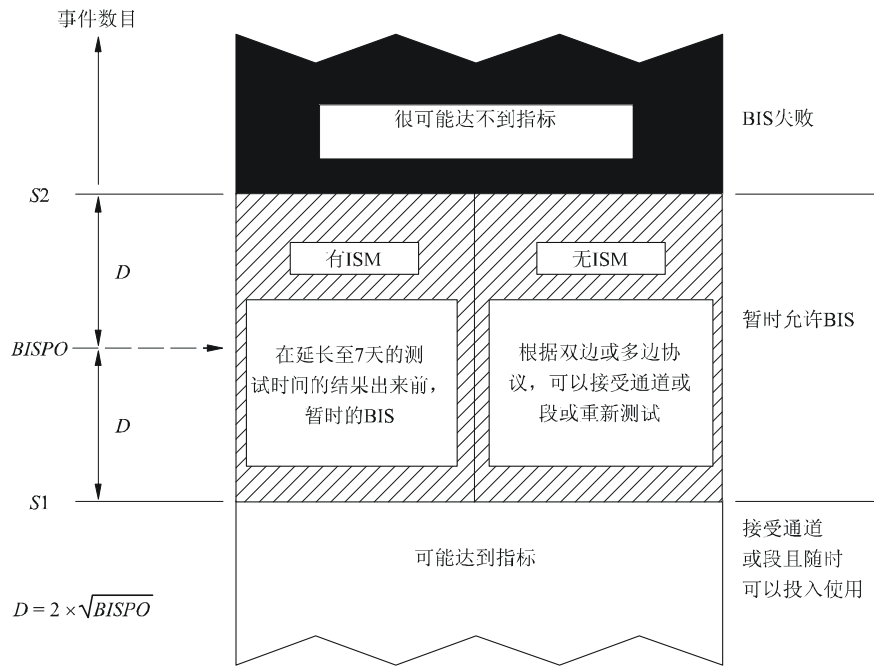 事件数目
很可能达不到指标
BIS失败
S2
有ISM
无ISM
D
暂时允许BIS
BISPO
在延长至7天的测
试时间的结果出来前，
暂时的BIS
根据双边或多边协
议，可以接受通道或
段或重新测试
D
S1
可能达到指标
接受通道
或段且随时
可以投入使用
D = 2 × √BISPO